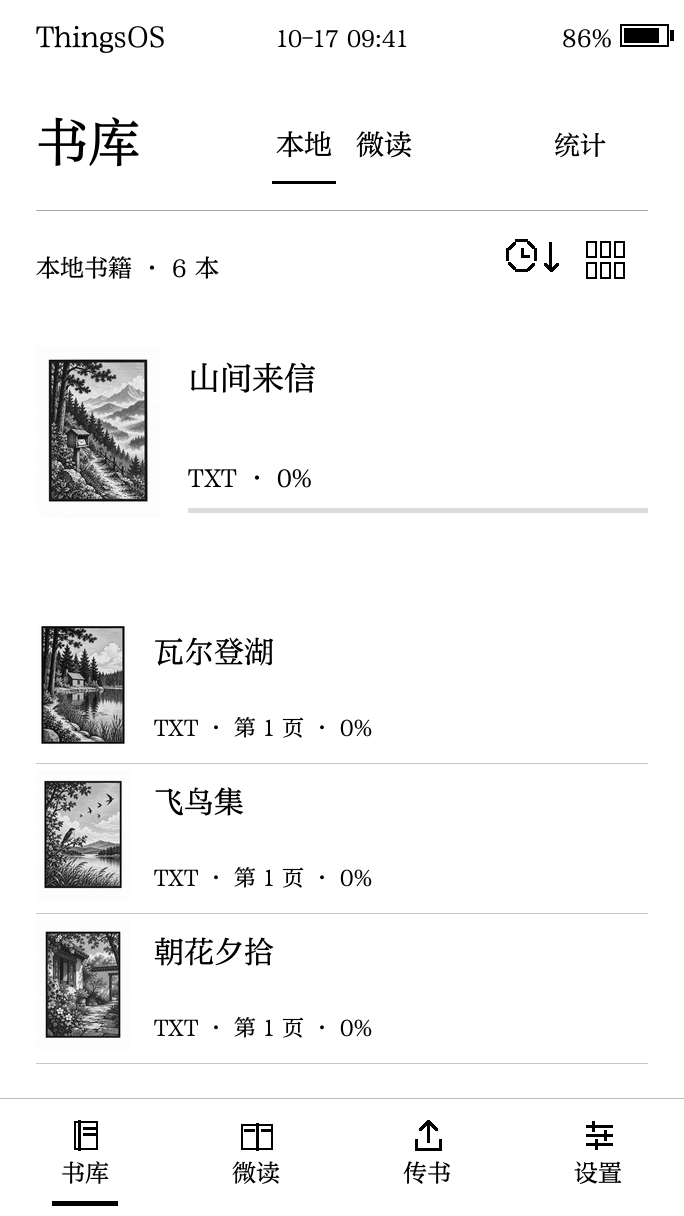 ThingsOS 10-17 09:41 86%
书库 本地 微读 统计
本地书籍 · 6 本
山间来信
TXT · 0%
瓦尔登湖
TXT · 第 1 页 · 0%
飞鸟集
TXT · 第 1 页 · 0%
朝花夕拾
TXT · 第 1 页 · 0%
书库 微读 传书 设置